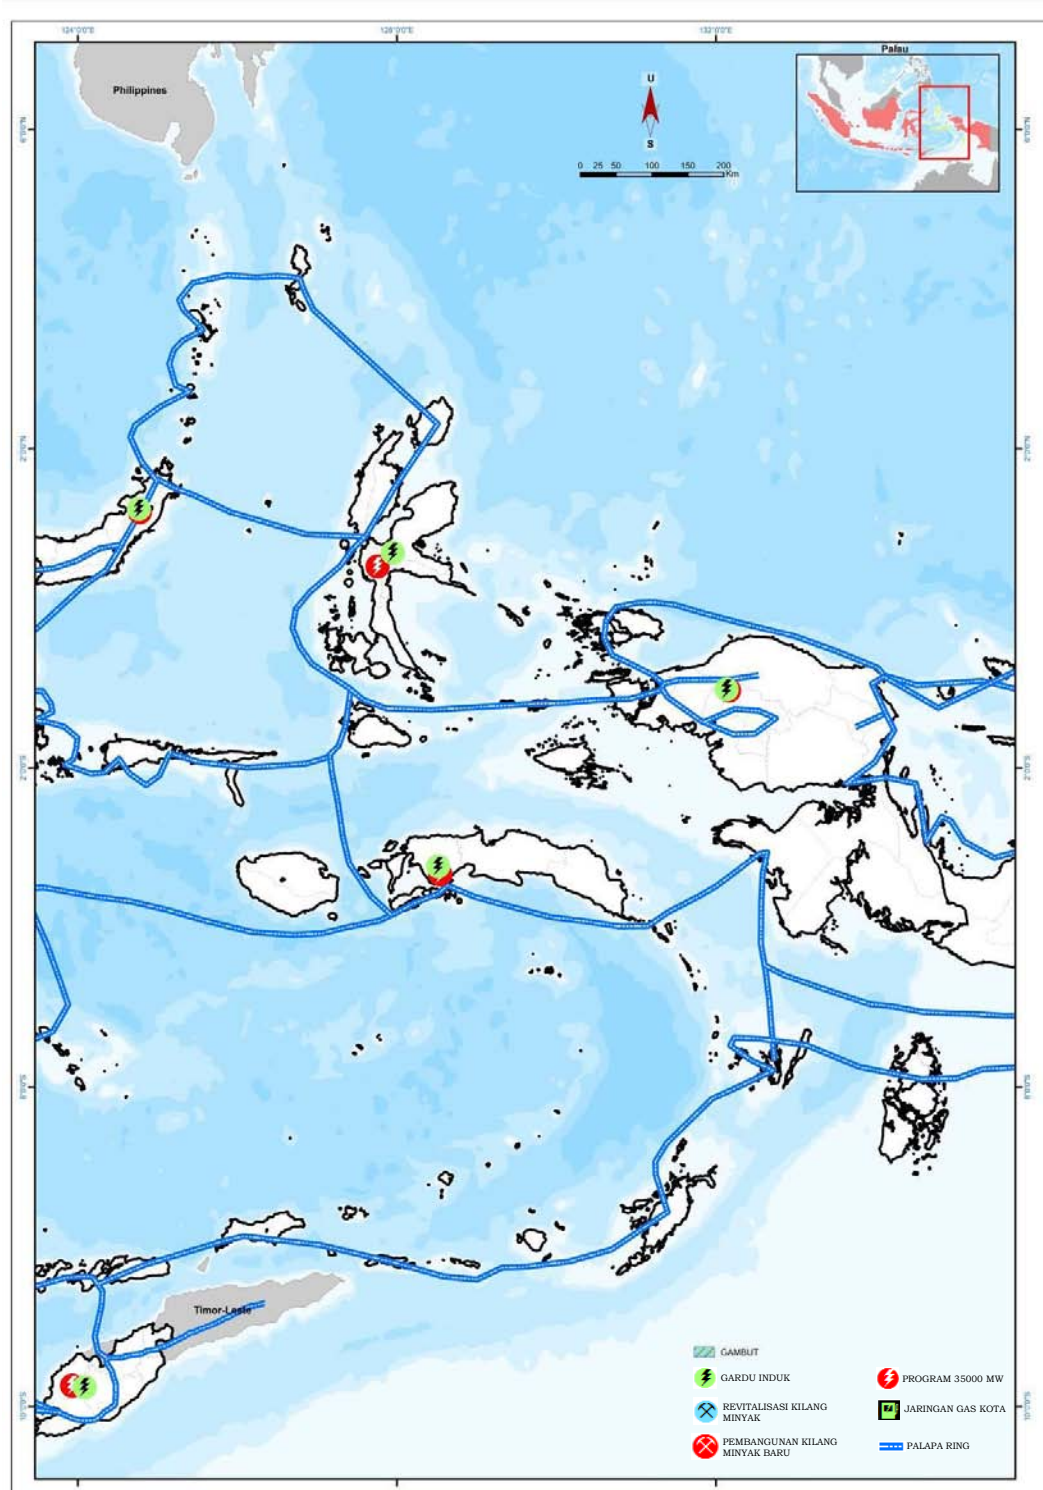 124°0'0"E 128°0'0"E 132°0'0"E
Palau
Philippines
U
S
0 25 50 100 150 200
Km
Timor-Leste
GAMBUT
GARDU INDUK
PROGRAM 35000 MW
REVITALISASI KILANG
MINYAK
JARINGAN GAS KOTA
PEMBANGUNAN KILANG
MINYAK BARU
PALAPA RING